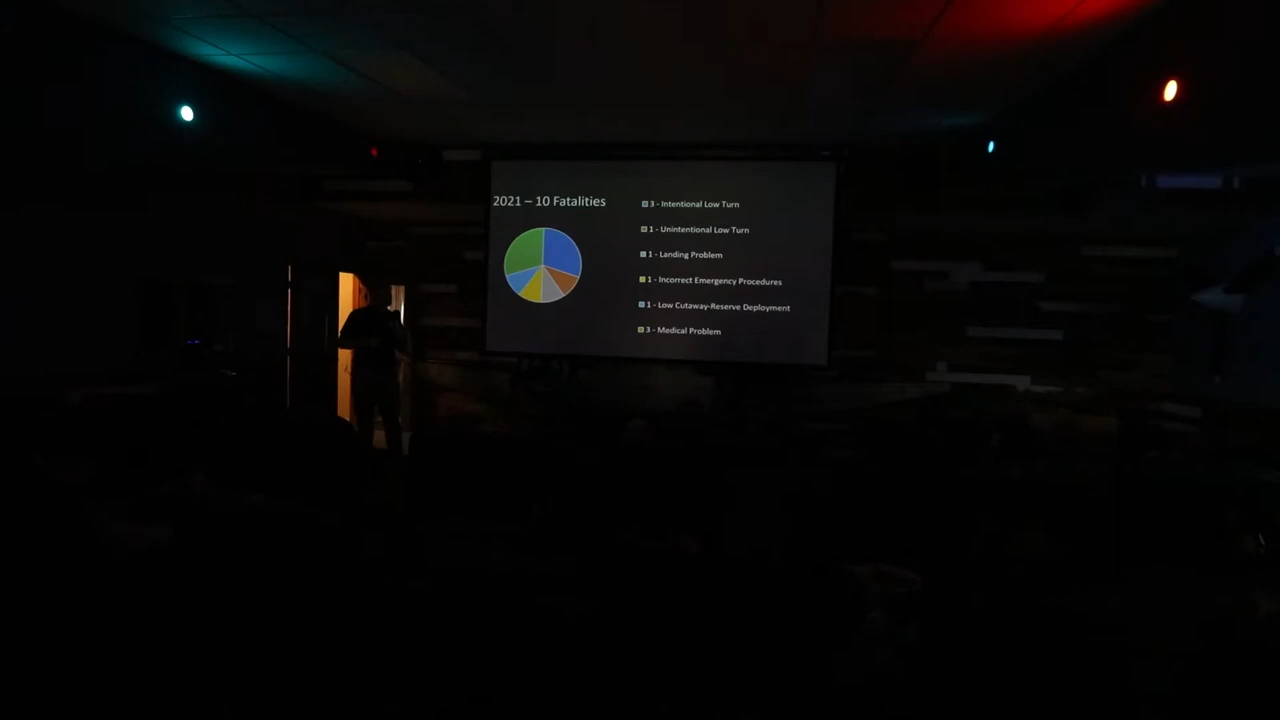 2021 – 10 Fatalities
3 - Intentional Low Turn
1 - Unintentional Low Turn
1 - Landing Problem
1 - Incorrect Emergency Procedures
1 - Low Cutaway-Reserve Deployment
3 - Medical Problem